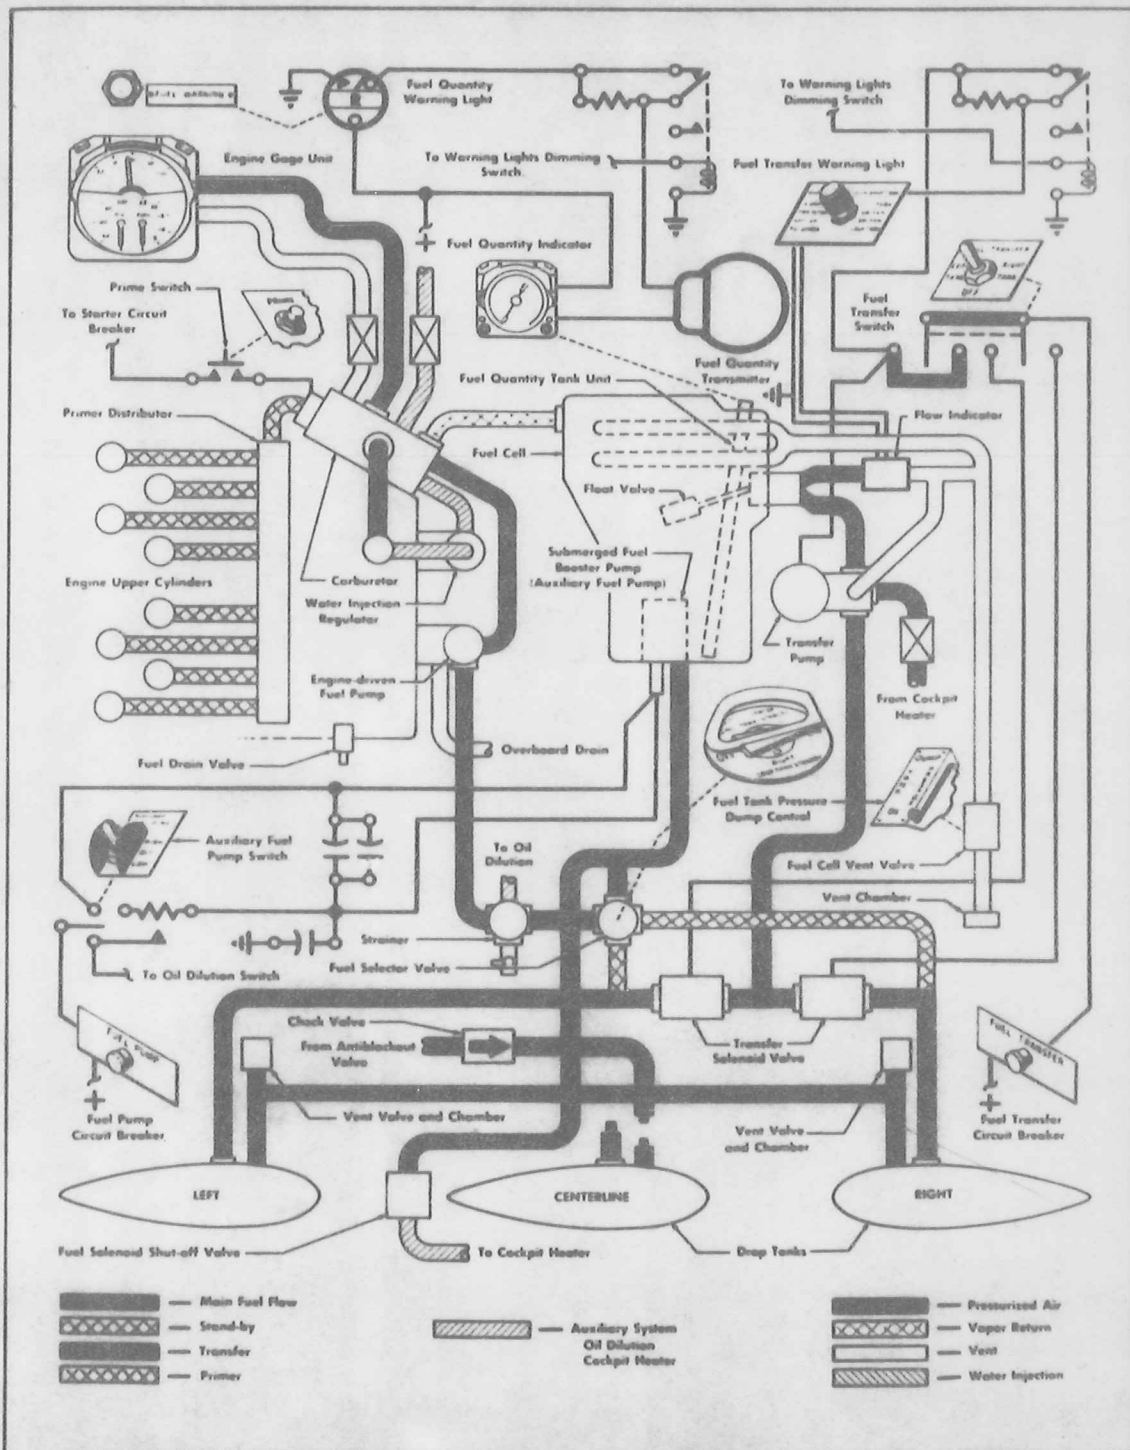 Fuel Quantity
Warning Light
To Warning Lights
Dimming Switch
Engine Gage Unit
To Warning Lights Dimming
Switch
Fuel Transfer Warning Light
Fuel Quantity Indicator
Prime Switch
To Starter Circuit
Breaker
Fuel
Transfer
Switch
OFF
Fuel Quantity
Transmitter
Fuel Quantity Tank Unit
Primer Distributor
Flow Indicator
Fuel Cell
Float Valve
Submerged Fuel
Booster Pump
(Auxiliary Fuel Pump)
Engine Upper Cylinders
Carburetor
Water Injection
Regulator
Transfer
Pump
Engine-driven
Fuel Pump
From Cockpit
Heater
Overboard Drain
Fuel Drain Valve
Fuel Tank Pressure
Dump Control
Auxiliary Fuel
Pump Switch
To Oil
Dilution
Fuel Cell Vent Valve
Vent Chamber
Strainer
Fuel Selector Valve
To Oil Dilution Switch
Check Valve
From Antiblackout
Valve
Transfer
Solenoid Valve
FUEL PUMP
FUEL TRANSFER
Vent Valve and Chamber
Fuel Pump
Circuit Breaker
Vent Valve
and Chamber
Fuel Transfer
Circuit Breaker
LEFT
CENTERLINE
RIGHT
Fuel Solenoid Shut-off Valve
To Cockpit Heater
Drop Tanks
Main Fuel Flow
Stand-by
Transfer
Primer
Auxiliary System
Oil Dilution
Cockpit Heater
Pressurized Air
Vapor Return
Vent
Water Injection